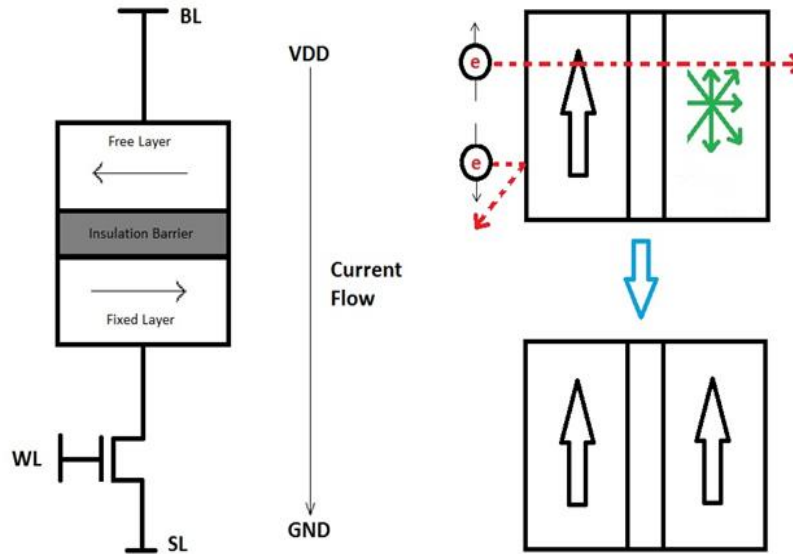 BL
VDD
Free Layer
Insulation Barrier
Fixed Layer
Current
Flow
WL
SL
GND
e
e